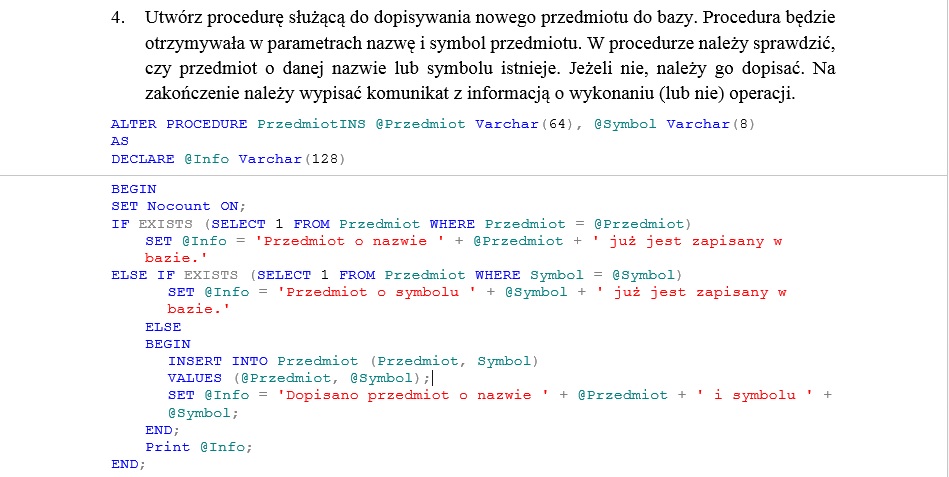 4. Utwórz procedurę służącą do dopisywania nowego przedmiotu do bazy. Procedura będzie
otrzymywała w parametrach nazwę i symbol przedmiotu. W procedurze należy sprawdzić,
czy przedmiot o danej nazwie lub symbolu istnieje. Jeżeli nie, należy go dopisać. Na
zakończenie należy wypisać komunikat z informacją o wykonaniu (lub nie) operacji.
ALTER PROCEDURE PrzedmiotINS @Przedmiot Varchar(64), @Symbol Varchar(8)
AS
DECLARE @Info Varchar(128)
BEGIN
SET Nocount ON;
IF EXISTS (SELECT 1 FROM Przedmiot WHERE Przedmiot = @Przedmiot)
SET @Info = 'Przedmiot o nazwie ' + @Przedmiot + ' już jest zapisany w
bazie.'
ELSE IF EXISTS (SELECT 1 FROM Przedmiot WHERE Symbol = @Symbol)
SET @Info = 'Przedmiot o symbolu ' + @Symbol + ' już jest zapisany w
bazie.'
ELSE
BEGIN
INSERT INTO Przedmiot (Przedmiot, Symbol)
VALUES (@Przedmiot, @Symbol);
SET @Info = 'Dopisano przedmiot o nazwie ' + @Przedmiot + ' i symbolu ' +
@Symbol;
END;
Print @Info;
END;